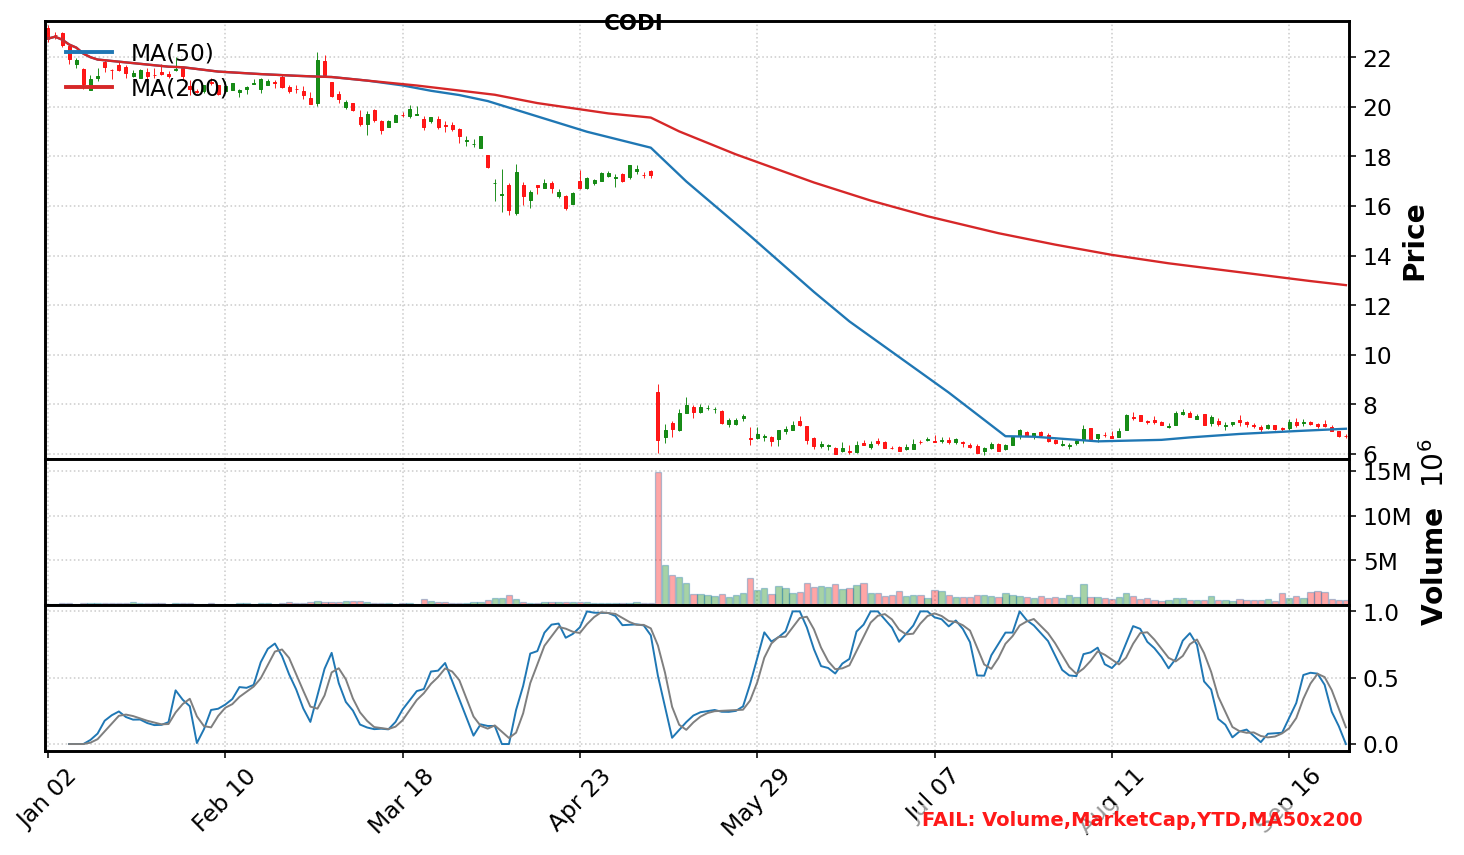 CODI
MA(50)
MA(200)
22
20
18
16
14
12
10
8
6
Price
15M
10M
5M
Volume 10^6
1.0
0.5
0.0
Jan 02
Feb 10
Mar 18
Apr 23
May 29
Jul 07
Aug 11
Sep 16
FAIL: Volume,MarketCap,YTD,MA50x200